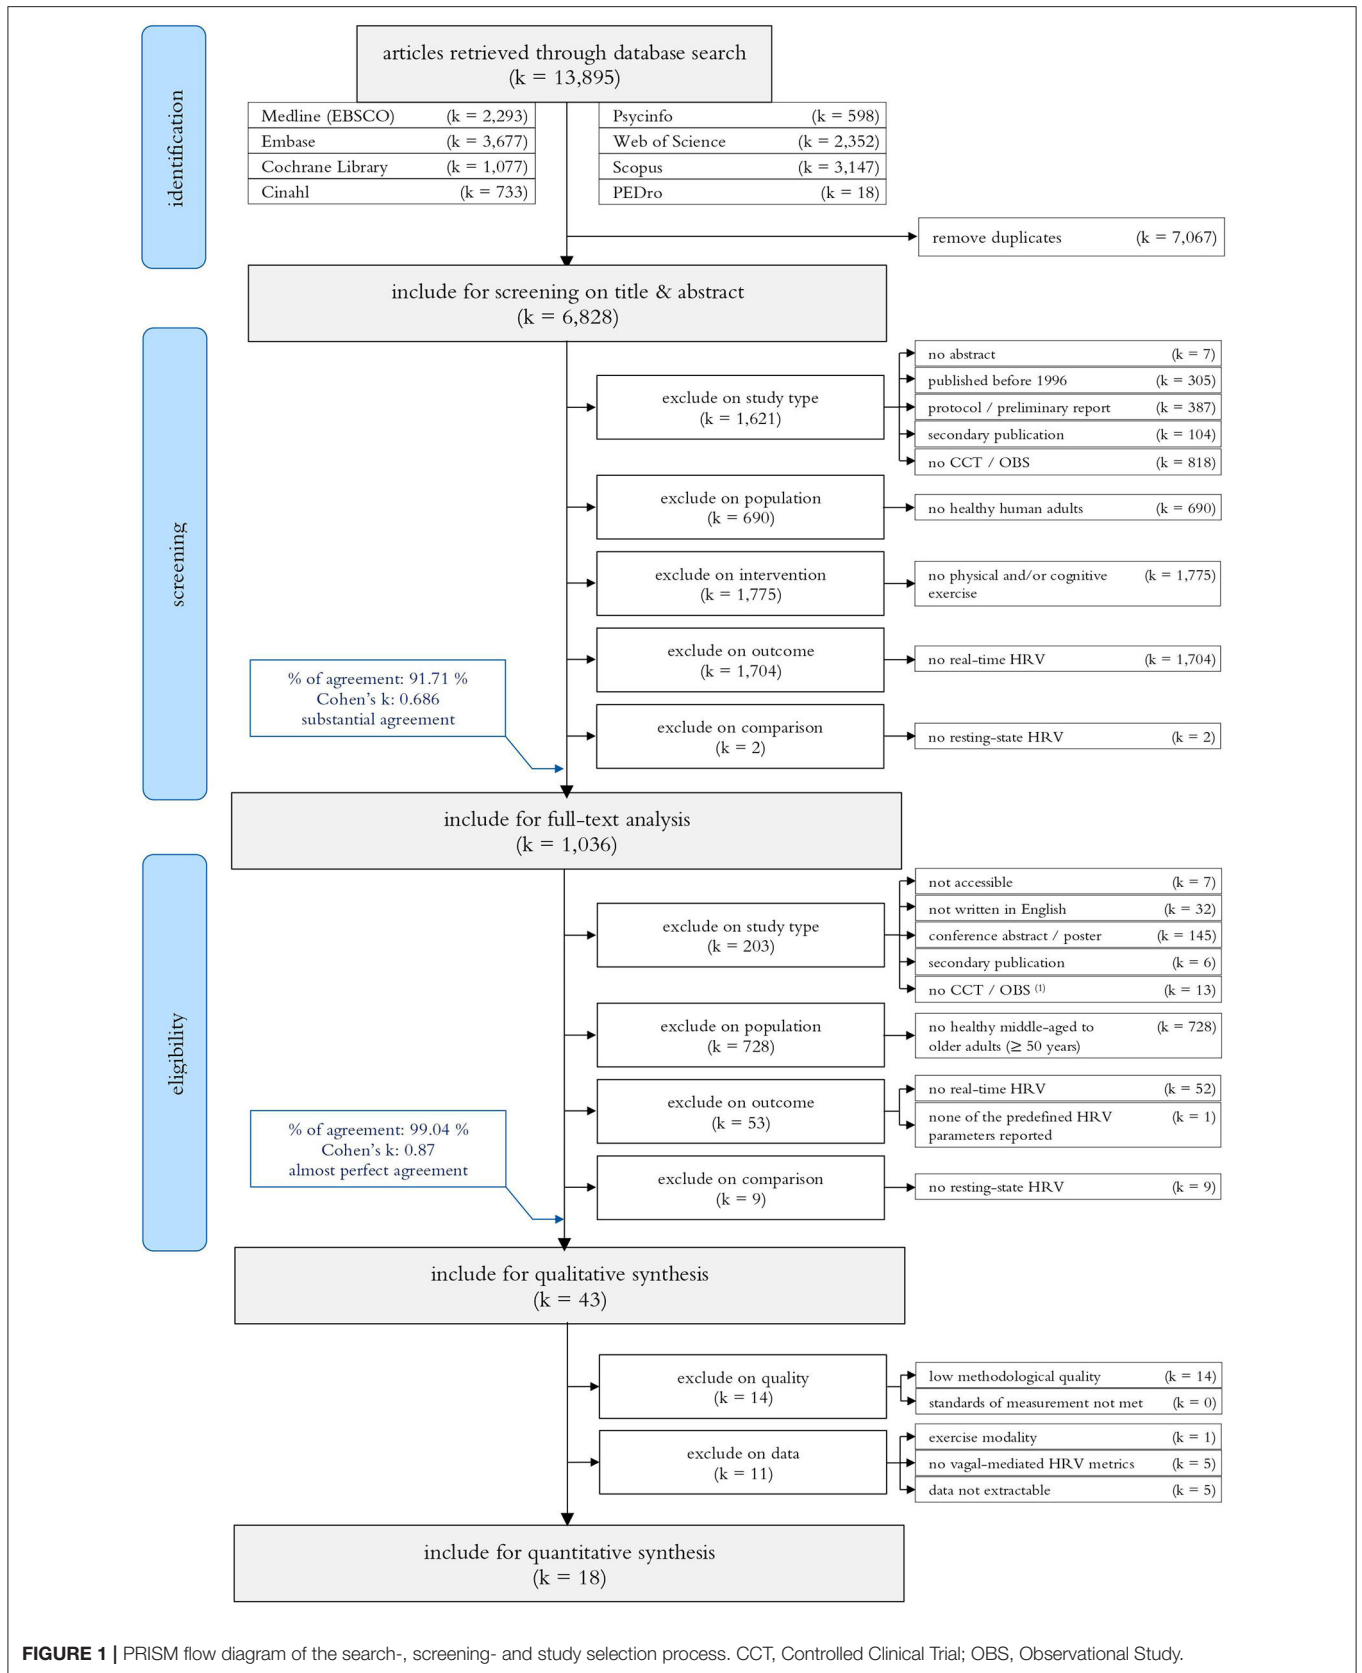 identification
articles retrieved through database search
(k = 13,895)
Medline (EBSCO) (k = 2,293)
Embase (k = 3,677)
Cochrane Library (k = 1,077)
Cinahl (k = 733)
Psycinfo (k = 598)
Web of Science (k = 2,352)
Scopus (k = 3,147)
PEDro (k = 18)
remove duplicates (k = 7,067)
include for screening on title & abstract
(k = 6,828)
screening
exclude on study type
(k = 1,621)
no abstract (k = 7)
published before 1996 (k = 305)
protocol / preliminary report (k = 387)
secondary publication (k = 104)
no CCT / OBS (k = 818)
exclude on population
(k = 690)
no healthy human adults (k = 690)
exclude on intervention
(k = 1,775)
no physical and/or cognitive (k = 1,775)
exercise
exclude on outcome
(k = 1,704)
no real-time HRV (k = 1,704)
% of agreement: 91.71 %
Cohen's k: 0.686
substantial agreement
exclude on comparison
(k = 2)
no resting-state HRV (k = 2)
include for full-text analysis
(k = 1,036)
eligibility
exclude on study type
(k = 203)
not accessible (k = 7)
not written in English (k = 32)
conference abstract / poster (k = 145)
secondary publication (k = 6)
no CCT / OBS (1) (k = 13)
exclude on population
(k = 728)
no healthy middle-aged to (k = 728)
older adults (≥ 50 years)
exclude on outcome
(k = 53)
no real-time HRV (k = 52)
none of the predefined HRV (k = 1)
parameters reported
% of agreement: 99.04 %
Cohen's k: 0.87
almost perfect agreement
exclude on comparison
(k = 9)
no resting-state HRV (k = 9)
include for qualitative synthesis
(k = 43)
exclude on quality
(k = 14)
low methodological quality (k = 14)
standards of measurement not met (k = 0)
exclude on data
(k = 11)
exercise modality (k = 1)
no vagal-mediated HRV metrics (k = 5)
data not extractable (k = 5)
include for quantitative synthesis
(k = 18)
FIGURE 1 | PRISM flow diagram of the search-, screening- and study selection process. CCT, Controlled Clinical Trial; OBS, Observational Study.